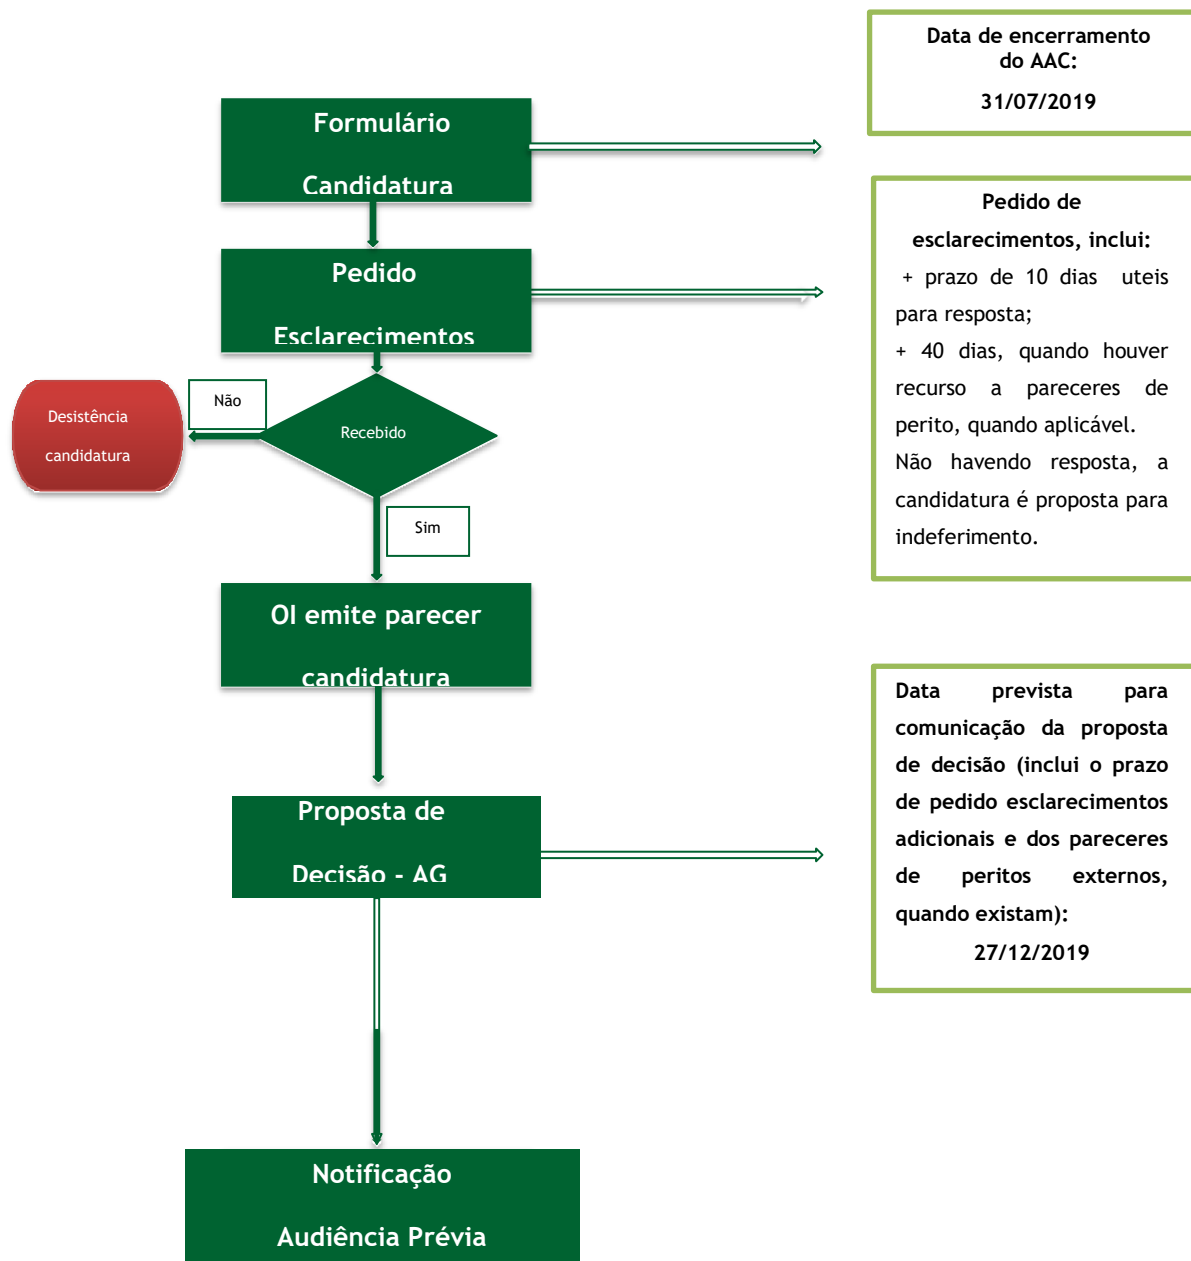 Data de encerramento
do AAC:
31/07/2019
Formulário
Candidatura
Pedido de
esclarecimentos, inclui:
+ prazo de 10 dias uteis
para resposta;
+ 40 dias, quando houver
recurso a pareceres de
perito, quando aplicável.
Não havendo resposta, a
candidatura é proposta para
indeferimento.
Pedido
Esclarecimentos
Recebido
Não
Desistência
candidatura
Sim
OI emite parecer
candidatura
Proposta de
Decisão - AG
Data prevista para
comunicação da proposta
de decisão (inclui o prazo
de pedido esclarecimentos
adicionais e dos pareceres
de peritos externos,
quando existam):
27/12/2019
Notificação
Audiência Prévia